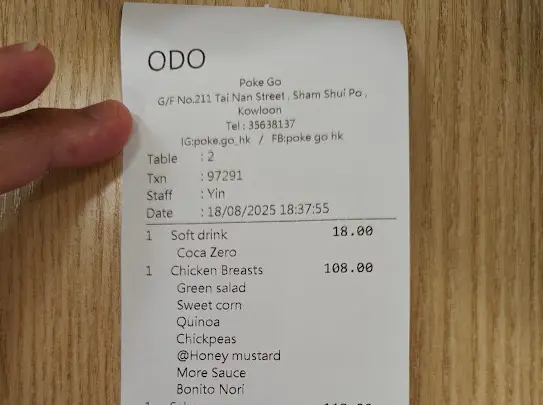 ODO
Poke Go
G/F No.211 Tai Nan Street , Sham Shui Po ,
Kowloon
Tel : 35638137
IG:poke.go_hk / FB:poke.go hk
Table : 2
Txn : 97291
Staff : Yin
Date : 18/08/2025 18:37:55
1 Soft drink 18.00
Coca Zero
1 Chicken Breasts 108.00
Green salad
Sweet corn
Quinoa
Chickpeas
@Honey mustard
More Sauce
Bonito Nori